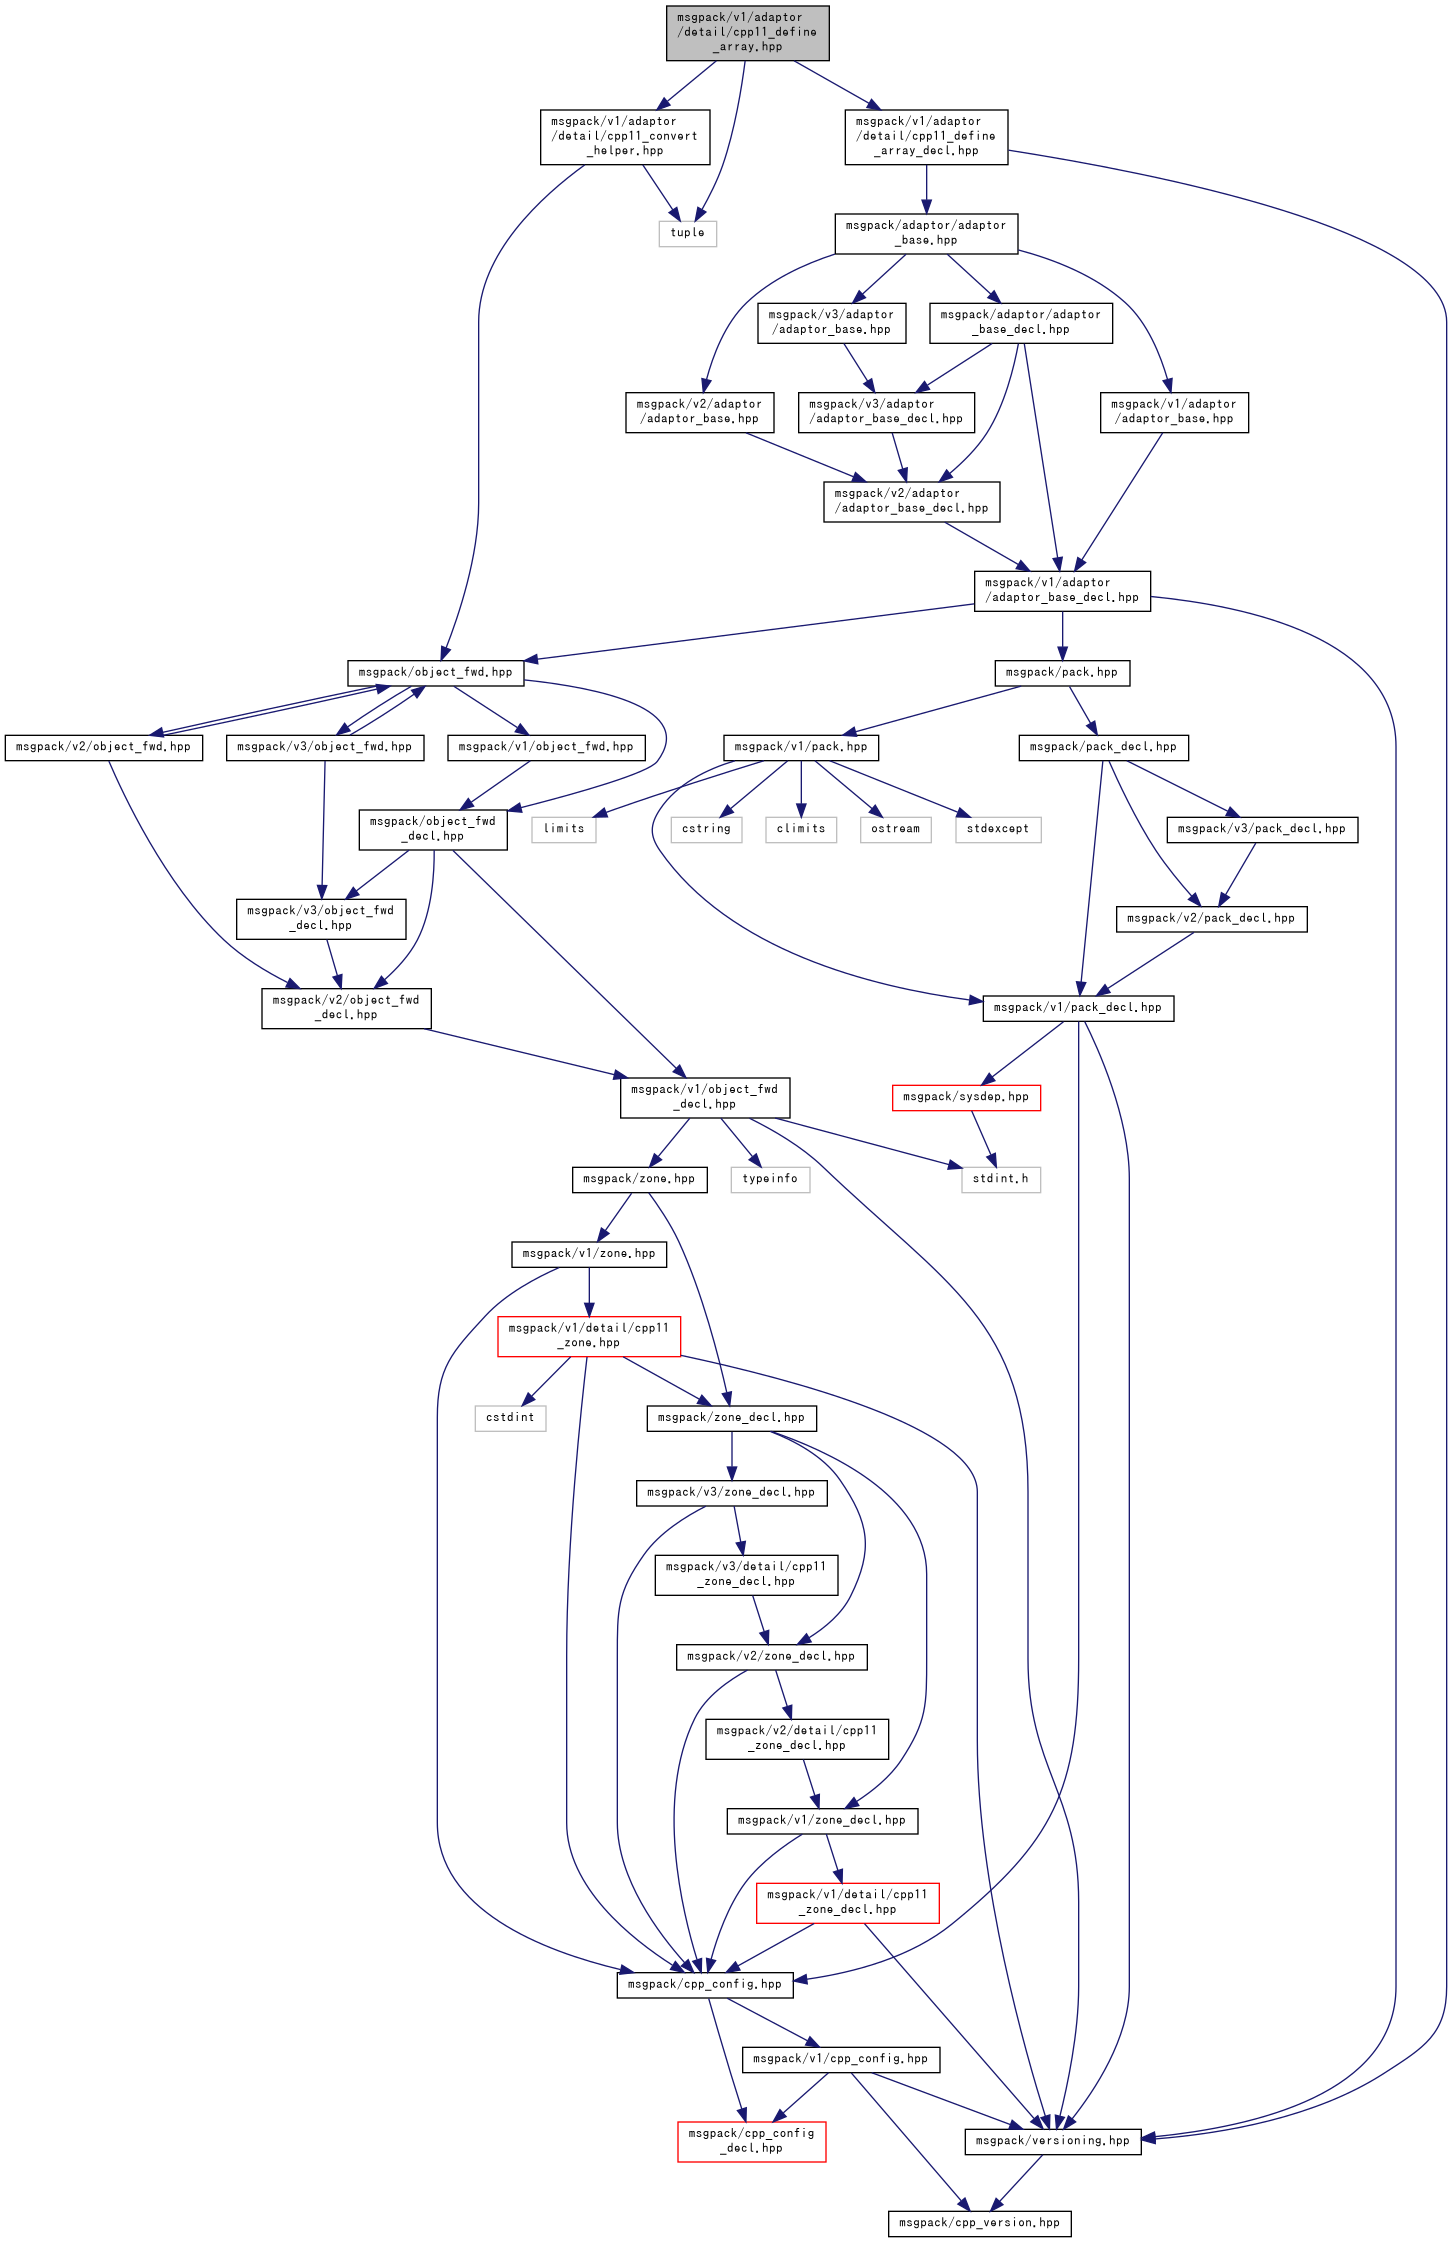 msgpack/v1/adaptor
/detail/cpp11_define
_array.hpp
msgpack/v1/adaptor
/detail/cpp11_convert
_helper.hpp
msgpack/v1/adaptor
/detail/cpp11_define
_array_decl.hpp
tuple
msgpack/adaptor/adaptor
_base.hpp
msgpack/v3/adaptor
/adaptor_base.hpp
msgpack/adaptor/adaptor
_base_decl.hpp
msgpack/v2/adaptor
/adaptor_base.hpp
msgpack/v3/adaptor
/adaptor_base_decl.hpp
msgpack/v1/adaptor
/adaptor_base.hpp
msgpack/v2/adaptor
/adaptor_base_decl.hpp
msgpack/v1/adaptor
/adaptor_base_decl.hpp
msgpack/object_fwd.hpp
msgpack/pack.hpp
msgpack/v2/object_fwd.hpp
msgpack/v3/object_fwd.hpp
msgpack/v1/object_fwd.hpp
msgpack/v1/pack.hpp
msgpack/pack_decl.hpp
msgpack/object_fwd
_decl.hpp
limits
cstring
climits
ostream
stdexcept
msgpack/v3/pack_decl.hpp
msgpack/v3/object_fwd
_decl.hpp
msgpack/v2/pack_decl.hpp
msgpack/v2/object_fwd
_decl.hpp
msgpack/v1/pack_decl.hpp
msgpack/v1/object_fwd
_decl.hpp
msgpack/sysdep.hpp
msgpack/zone.hpp
typeinfo
stdint.h
msgpack/v1/zone.hpp
msgpack/v1/detail/cpp11
_zone.hpp
cstdint
msgpack/zone_decl.hpp
msgpack/v3/zone_decl.hpp
msgpack/v3/detail/cpp11
_zone_decl.hpp
msgpack/v2/zone_decl.hpp
msgpack/v2/detail/cpp11
_zone_decl.hpp
msgpack/v1/zone_decl.hpp
msgpack/v1/detail/cpp11
_zone_decl.hpp
msgpack/cpp_config.hpp
msgpack/v1/cpp_config.hpp
msgpack/cpp_config
_decl.hpp
msgpack/versioning.hpp
msgpack/cpp_version.hpp